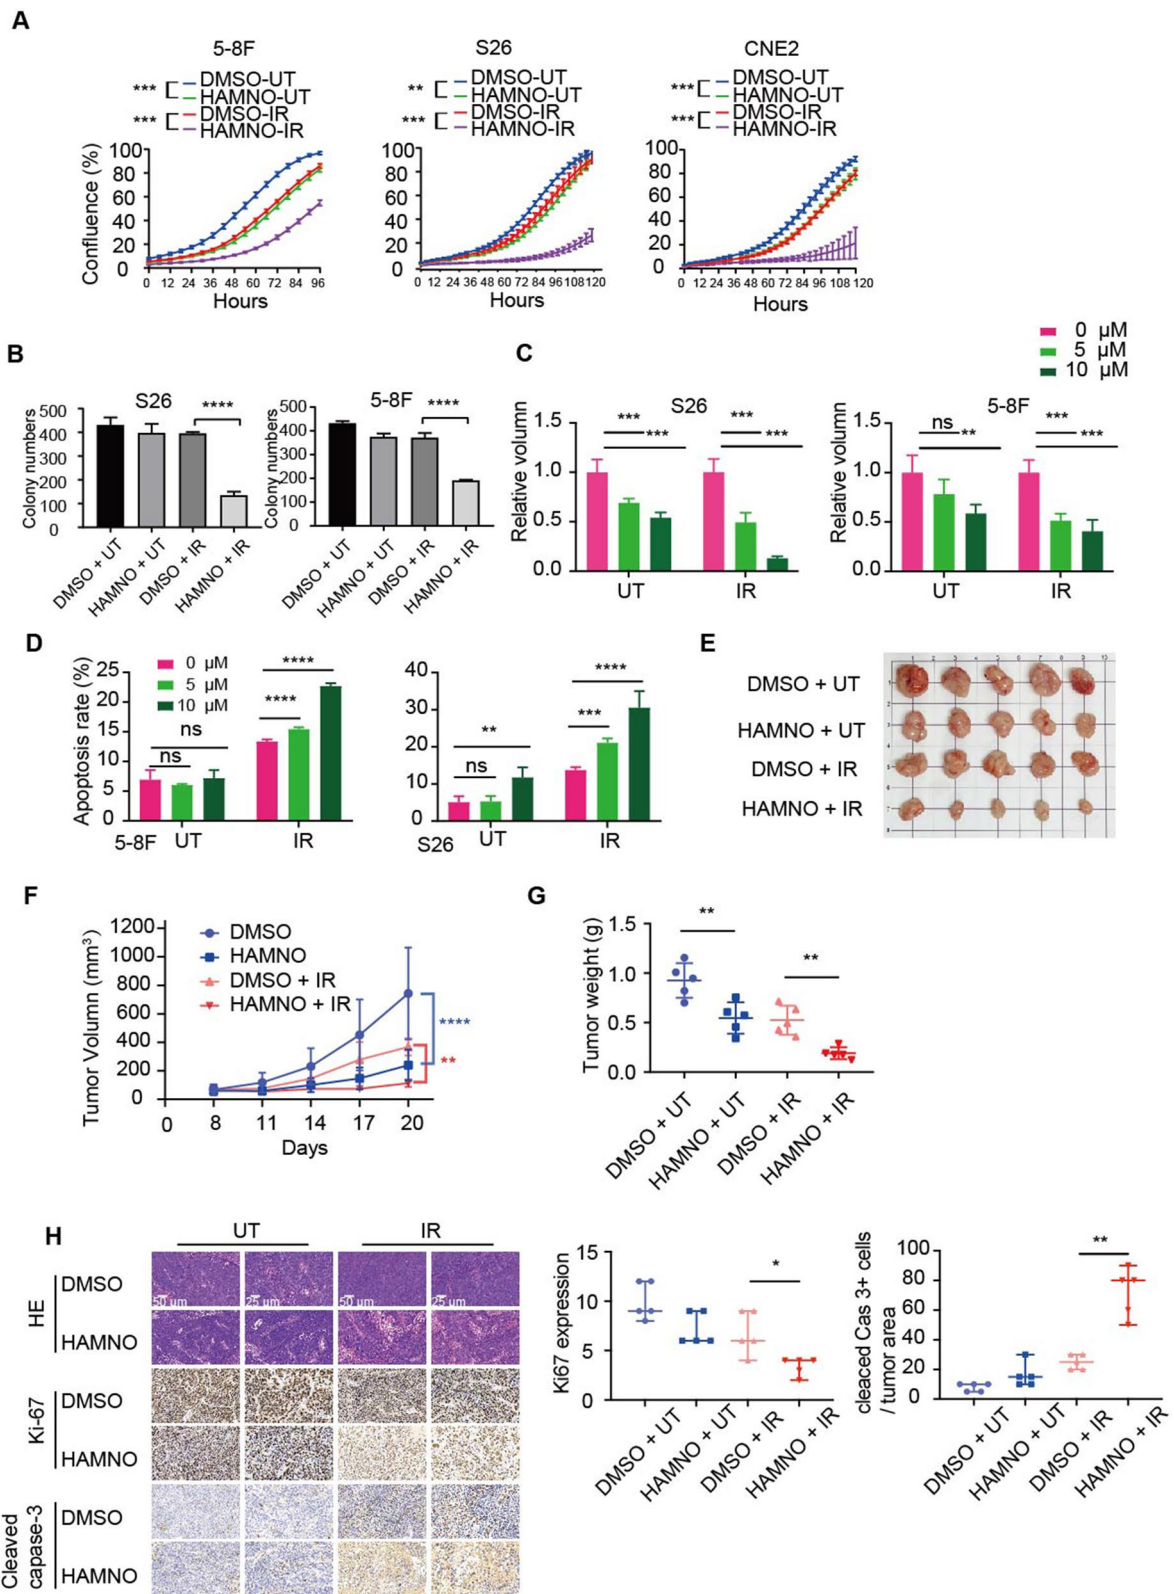 A
5-8F
*** DMSO-UT
HAMNO-UT
*** DMSO-IR
HAMNO-IR
Confluence (%)
100
80
60
40
20
0
0 12 24 36 48 60 72 84 96
Hours
S26
** DMSO-UT
HAMNO-UT
*** DMSO-IR
HAMNO-IR
100
80
60
40
20
0
0 12 24 36 48 60 72 84 96 108 120
Hours
CNE2
*** DMSO-UT
HAMNO-UT
*** DMSO-IR
HAMNO-IR
100
80
60
40
20
0
0 12 24 36 48 60 72 84 96 108 120
Hours
B
S26
****
Colony numbers
500
400
300
200
100
0
DMSO + UT
HAMNO + UT
DMSO + IR
HAMNO + IR
5-8F
****
Colony numbers
500
400
300
200
100
0
DMSO + UT
HAMNO + UT
DMSO + IR
HAMNO + IR
C
0 µM
5 µM
10 µM
S26
Relative volumn
1.5
1.0
0.5
0.0
*** ***
*** ***
UT IR
5-8F
Relative volumn
1.5
1.0
0.5
0.0
ns ***
** ***
UT IR
D
0 µM
5 µM
10 µM
Apoptosis rate (%)
25
20
15
10
5
0
ns
ns
****
****
5-8F UT IR
40
30
20
10
0
**
ns
****
***
S26 UT IR
E
DMSO + UT
HAMNO + UT
DMSO + IR
HAMNO + IR
F
Tumor Volumn (mm³)
1200
1000
800
600
400
200
0
DMSO
HAMNO
DMSO + IR
HAMNO + IR
****
**
0 8 11 14 17 20
Days
G
Tumor weight (g)
1.5
1.0
0.5
0.0
**
**
DMSO + UT
HAMNO + UT
DMSO + IR
HAMNO + IR
H
UT IR
HE
DMSO
50 um 25 um 50 um 25 um
HAMNO
Ki-67
DMSO
HAMNO
Cleaved
capase-3
DMSO
HAMNO
Ki67 expression
15
10
5
0
*
DMSO + UT
HAMNO + UT
DMSO + IR
HAMNO + IR
cleaced Cas 3+ cells
/ tumor area
100
80
60
40
20
0
**
DMSO + UT
HAMNO + UT
DMSO + IR
HAMNO + IR